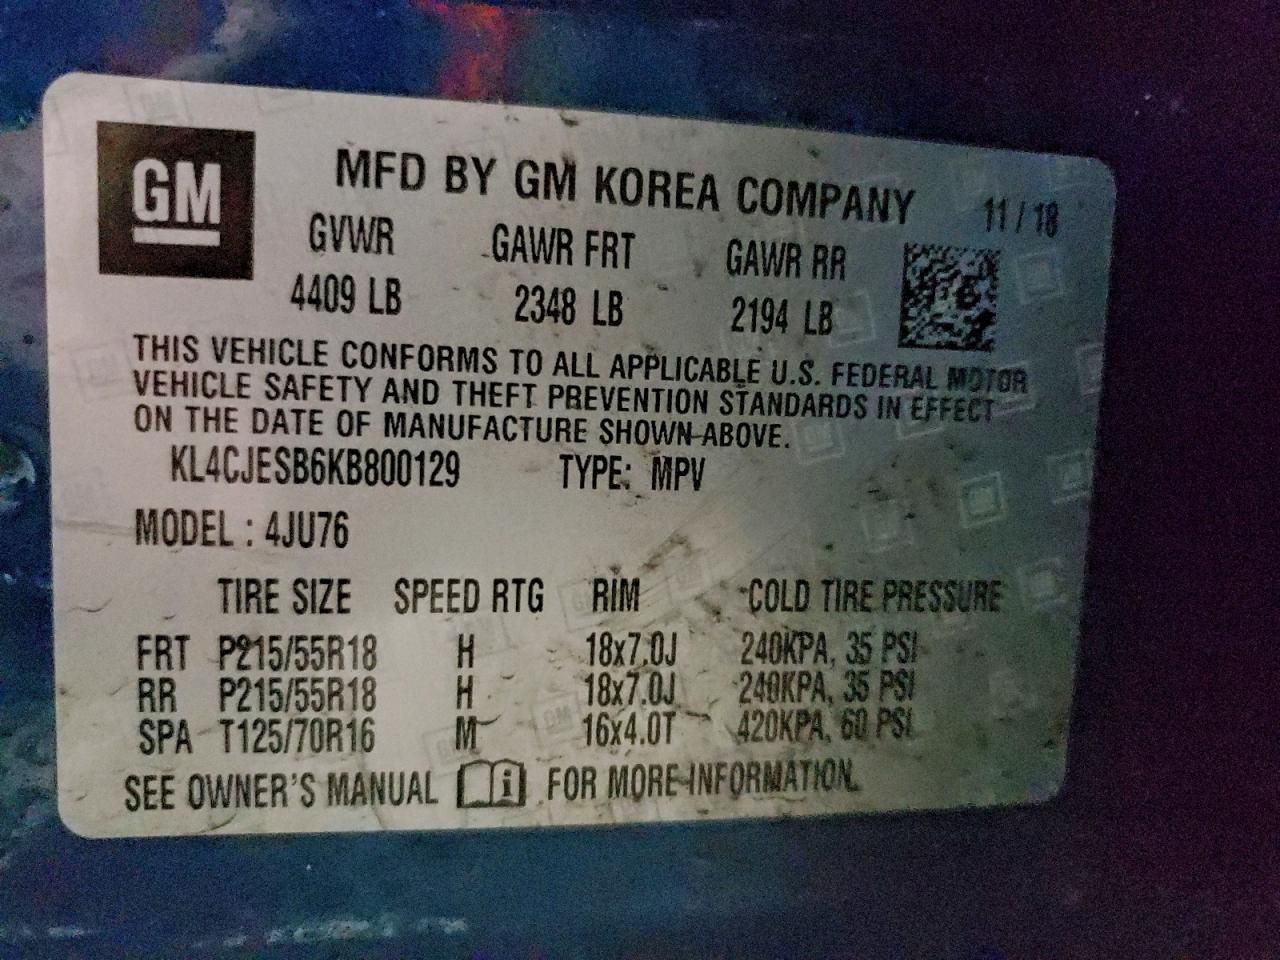 GM
MFD BY GM KOREA COMPANY 11 / 18
GVWR GAWR FRT GAWR RR
4409 LB 2348 LB 2194 LB
THIS VEHICLE CONFORMS TO ALL APPLICABLE U.S. FEDERAL MOTOR
VEHICLE SAFETY AND THEFT PREVENTION STANDARDS IN EFFECT
ON THE DATE OF MANUFACTURE SHOWN ABOVE.
KL4CJESB6KB800129 TYPE: MPV
MODEL : 4JU76
TIRE SIZE SPEED RTG RIM COLD TIRE PRESSURE
FRT P215/55R18 H 18x7.0J 240KPA, 35 PSI
RR P215/55R18 H 18x7.0J 240KPA, 35 PSI
SPA T125/70R16 M 16x4.0T 420KPA, 60 PSI
SEE OWNER'S MANUAL i FOR MORE INFORMATION.